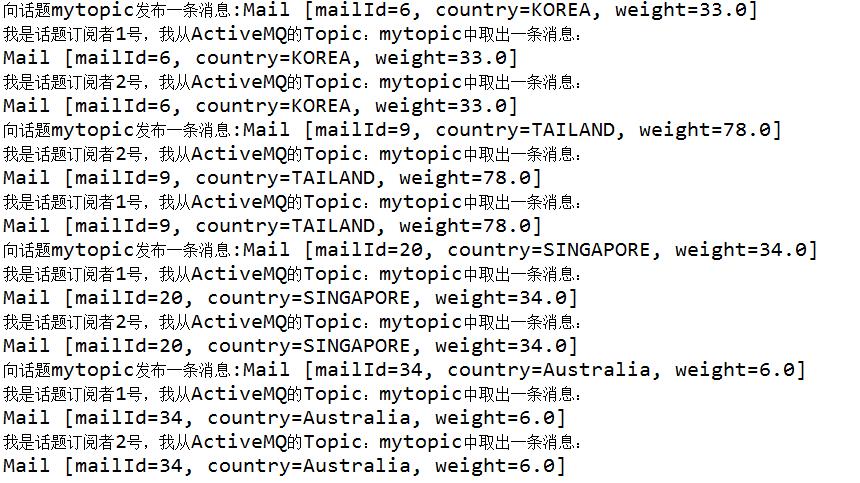 向话题mytopic发布一条消息:Mail [mailId=6, country=KOREA, weight=33.0]
我是话题订阅者1号，我从ActiveMQ的Topic：mytopic中取出一条消息：
Mail [mailId=6, country=KOREA, weight=33.0]
我是话题订阅者2号，我从ActiveMQ的Topic：mytopic中取出一条消息：
Mail [mailId=6, country=KOREA, weight=33.0]
向话题mytopic发布一条消息:Mail [mailId=9, country=TAILAND, weight=78.0]
我是话题订阅者2号，我从ActiveMQ的Topic：mytopic中取出一条消息：
Mail [mailId=9, country=TAILAND, weight=78.0]
我是话题订阅者1号，我从ActiveMQ的Topic：mytopic中取出一条消息：
Mail [mailId=9, country=TAILAND, weight=78.0]
向话题mytopic发布一条消息:Mail [mailId=20, country=SINGAPORE, weight=34.0]
我是话题订阅者1号，我从ActiveMQ的Topic：mytopic中取出一条消息：
Mail [mailId=20, country=SINGAPORE, weight=34.0]
我是话题订阅者2号，我从ActiveMQ的Topic：mytopic中取出一条消息：
Mail [mailId=20, country=SINGAPORE, weight=34.0]
向话题mytopic发布一条消息:Mail [mailId=34, country=Australia, weight=6.0]
我是话题订阅者1号，我从ActiveMQ的Topic：mytopic中取出一条消息：
Mail [mailId=34, country=Australia, weight=6.0]
我是话题订阅者2号，我从ActiveMQ的Topic：mytopic中取出一条消息：
Mail [mailId=34, country=Australia, weight=6.0]